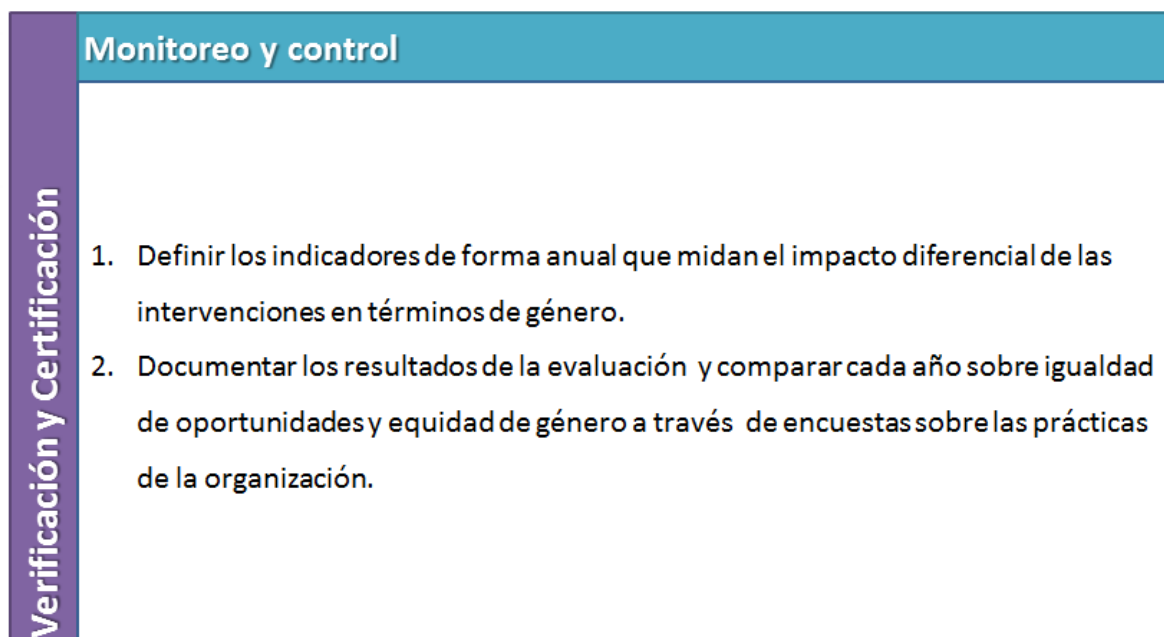 Monitoreo y control
Verificación y Certificación
1. Definir los indicadores de forma anual que midan el impacto diferencial de las
intervenciones en términos de género.
2. Documentar los resultados de la evaluación y comparar cada año sobre igualdad
de oportunidades y equidad de género a través de encuestas sobre las prácticas
de la organización.